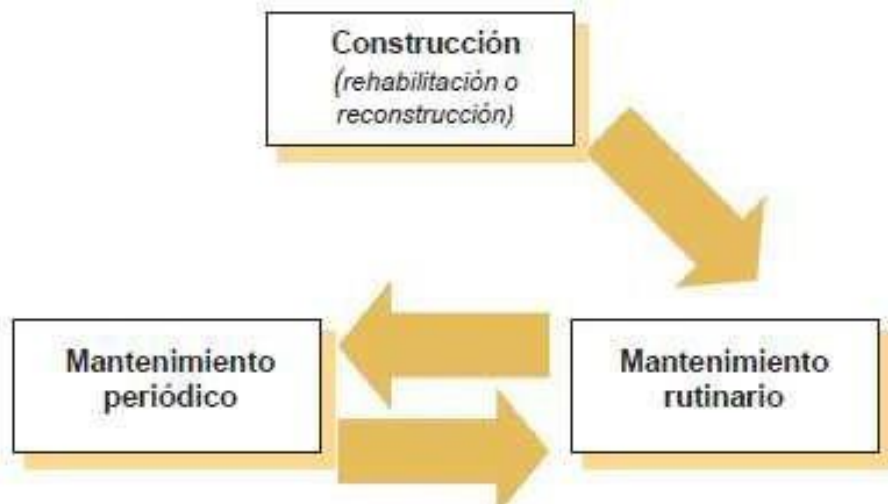 Construcción
(rehabilitación o
reconstrucción)
Mantenimiento
periódico
Mantenimiento
rutinario